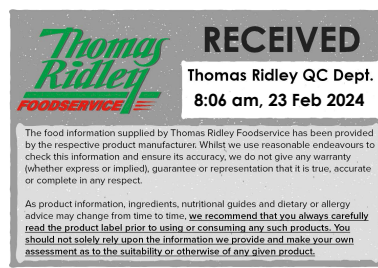 Thomas
Ridley
FOODSERVICE
RECEIVED
Thomas Ridley QC Dept.
8:06 am, 23 Feb 2024
The food information supplied by Thomas Ridley Foodservice has been provided
by the respective product manufacturer. Whilst we use reasonable endeavours to
check this information and ensure its accuracy, we do not give any warranty
(whether express or implied), guarantee or representation that it is true, accurate
or complete in any respect.
As product information, ingredients, nutritional guides and dietary or allergy
advice may change from time to time, we recommend that you always carefully
read the product label prior to using or consuming any such products. You
should not solely rely upon the information we provide and make your own
assessment as to the suitability or otherwise of any given product.